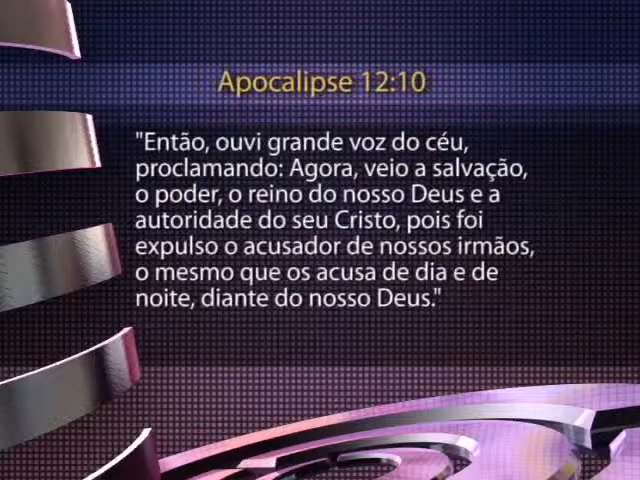 Apocalipse 12:10
"Então, ouvi grande voz do céu,
proclamando: Agora, veio a salvação,
o poder, o reino do nosso Deus e a
autoridade do seu Cristo, pois foi
expulso o acusador de nossos irmãos,
o mesmo que os acusa de dia e de
noite, diante do nosso Deus."